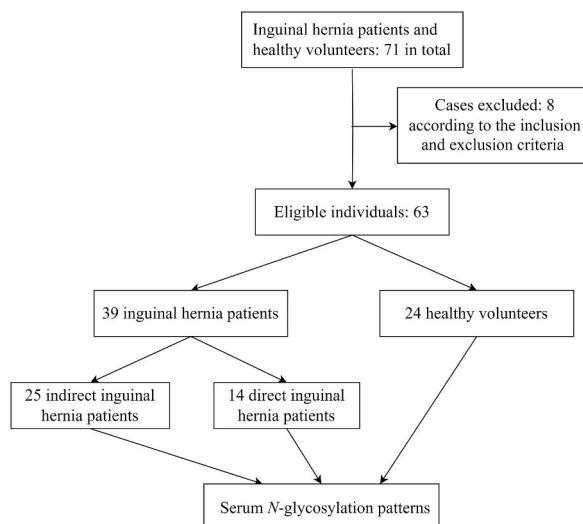 Inguinal hernia patients and
healthy volunteers: 71 in total
Cases excluded: 8
according to the inclusion
and exclusion criteria
Eligible individuals: 63
39 inguinal hernia patients
24 healthy volunteers
25 indirect inguinal
hernia patients
14 direct inguinal
hernia patients
Serum N-glycosylation patterns